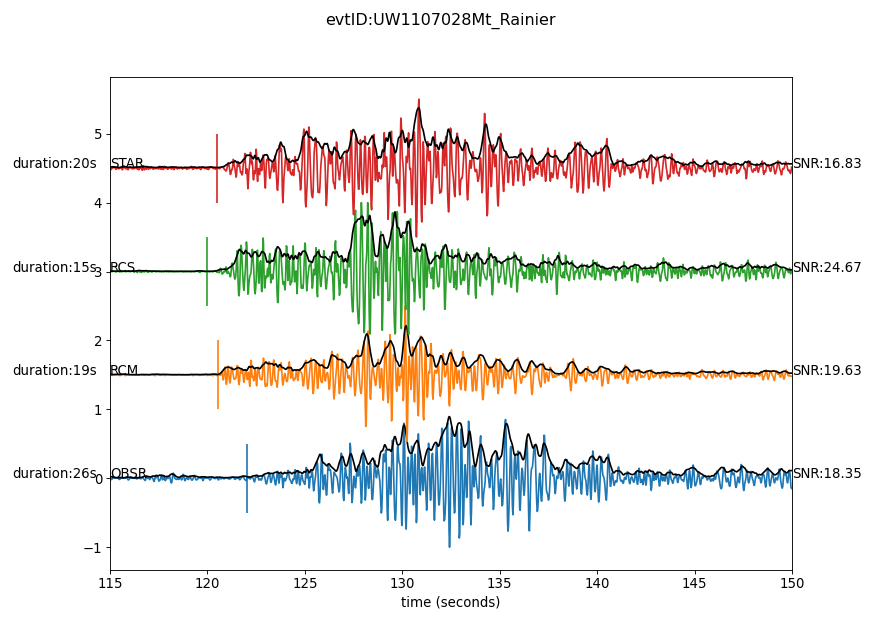 evtID:UW1107028Mt_Rainier
5
duration:20s STAR SNR:16.83
4
duration:15s 3 RCS SNR:24.67
2
duration:19s RCM SNR:19.63
1
duration:26s 0 OBSR SNR:18.35
−1
115 120 125 130 135 140 145 150
time (seconds)